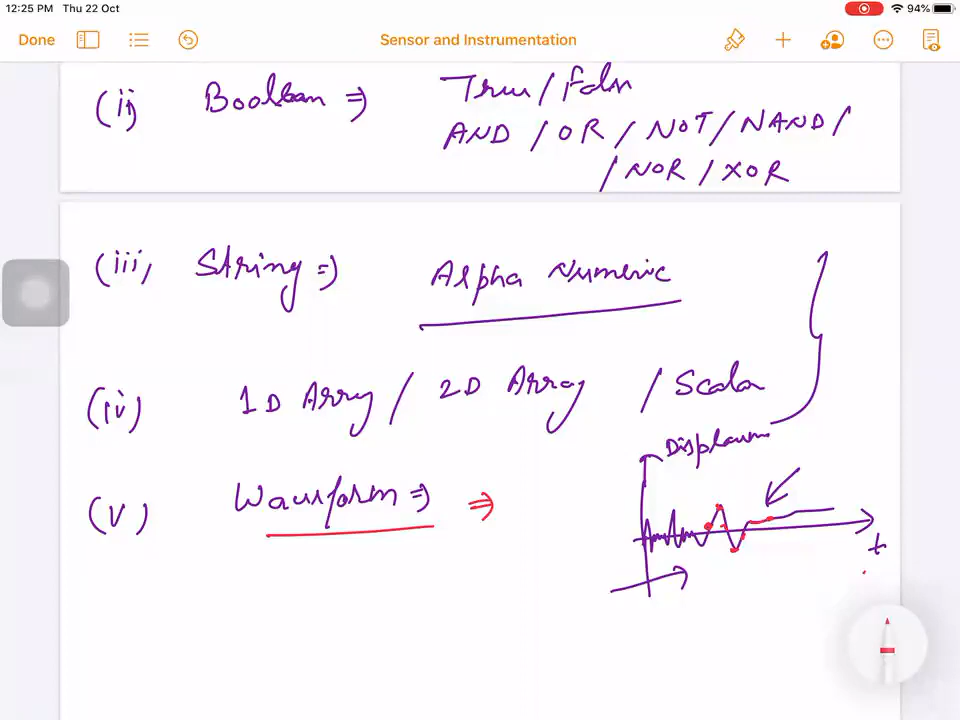 12:25 PM Thu 22 Oct 94%
Done Sensor and Instrumentation
(ii) Boolean ⇒ True / False
AND / OR / NOT / NAND /
/ NOR / XOR
(iii) String ⇒) Alpha Numeric
(iv) 1D Array / 2D Array / Scalar
Displacem
(v) Waveform ⇒) ⇒
t